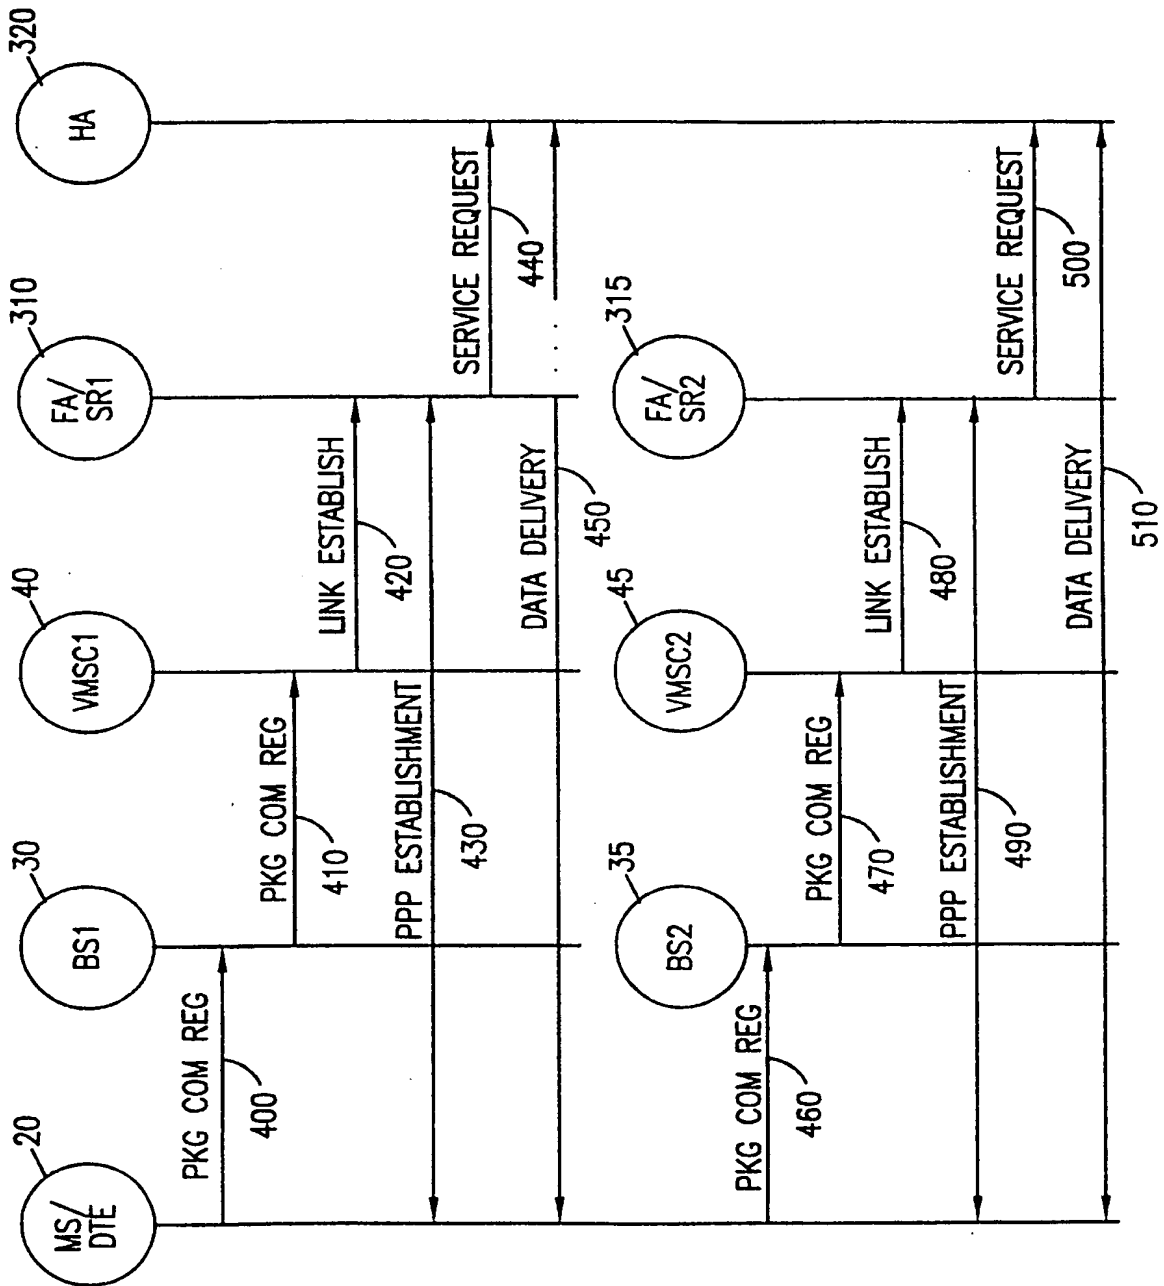 20
MS/
DTE
30
BS1
40
VMSC1
310
FA/
SR1
320
HA
PKG COM REG
400
PKG COM REG
410
LINK ESTABLISH
420
PPP ESTABLISHMENT
430
SERVICE REQUEST
440
DATA DELIVERY
450
35
BS2
45
VMSC2
315
FA/
SR2
PKG COM REG
460
PKG COM REG
470
LINK ESTABLISH
480
PPP ESTABLISHMENT
490
SERVICE REQUEST
500
DATA DELIVERY
510